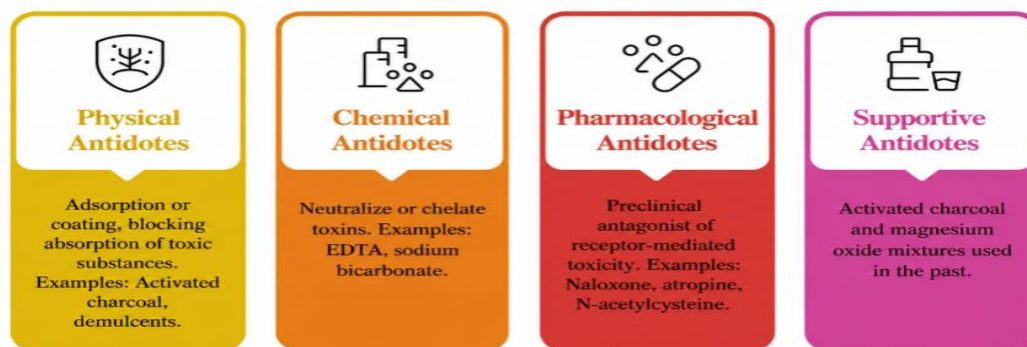 Physical
Antidotes
Adsorption or
coating, blocking
absorption of toxic
substances.
Examples: Activated
charcoal,
demulcents.
Chemical
Antidotes
Neutralize or chelate
toxins. Examples:
EDTA, sodium
bicarbonate.
Pharmacological
Antidotes
Preclinical
antagonist of
receptor-mediated
toxicity. Examples:
Naloxone, atropine,
N-acetylcysteine.
Supportive
Antidotes
Activated charcoal
and magnesium
oxide mixtures used
in the past.